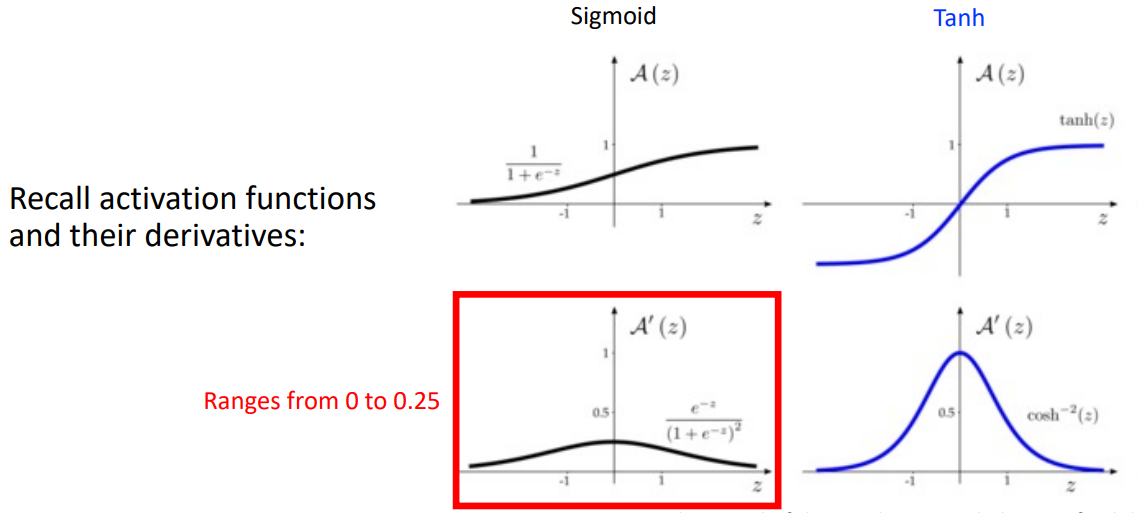 Sigmoid
Tanh
A(z)
1
1
1 + e^{-z}
-1
1
z
A(z)
tanh(z)
1
-1
1
z
Recall activation functions
and their derivatives:
A′(z)
1
0.5
e^{-z}
(1 + e^{-z})^2
-1
1
z
A′(z)
1
0.5
cosh^{-2}(z)
-1
1
z
Ranges from 0 to 0.25